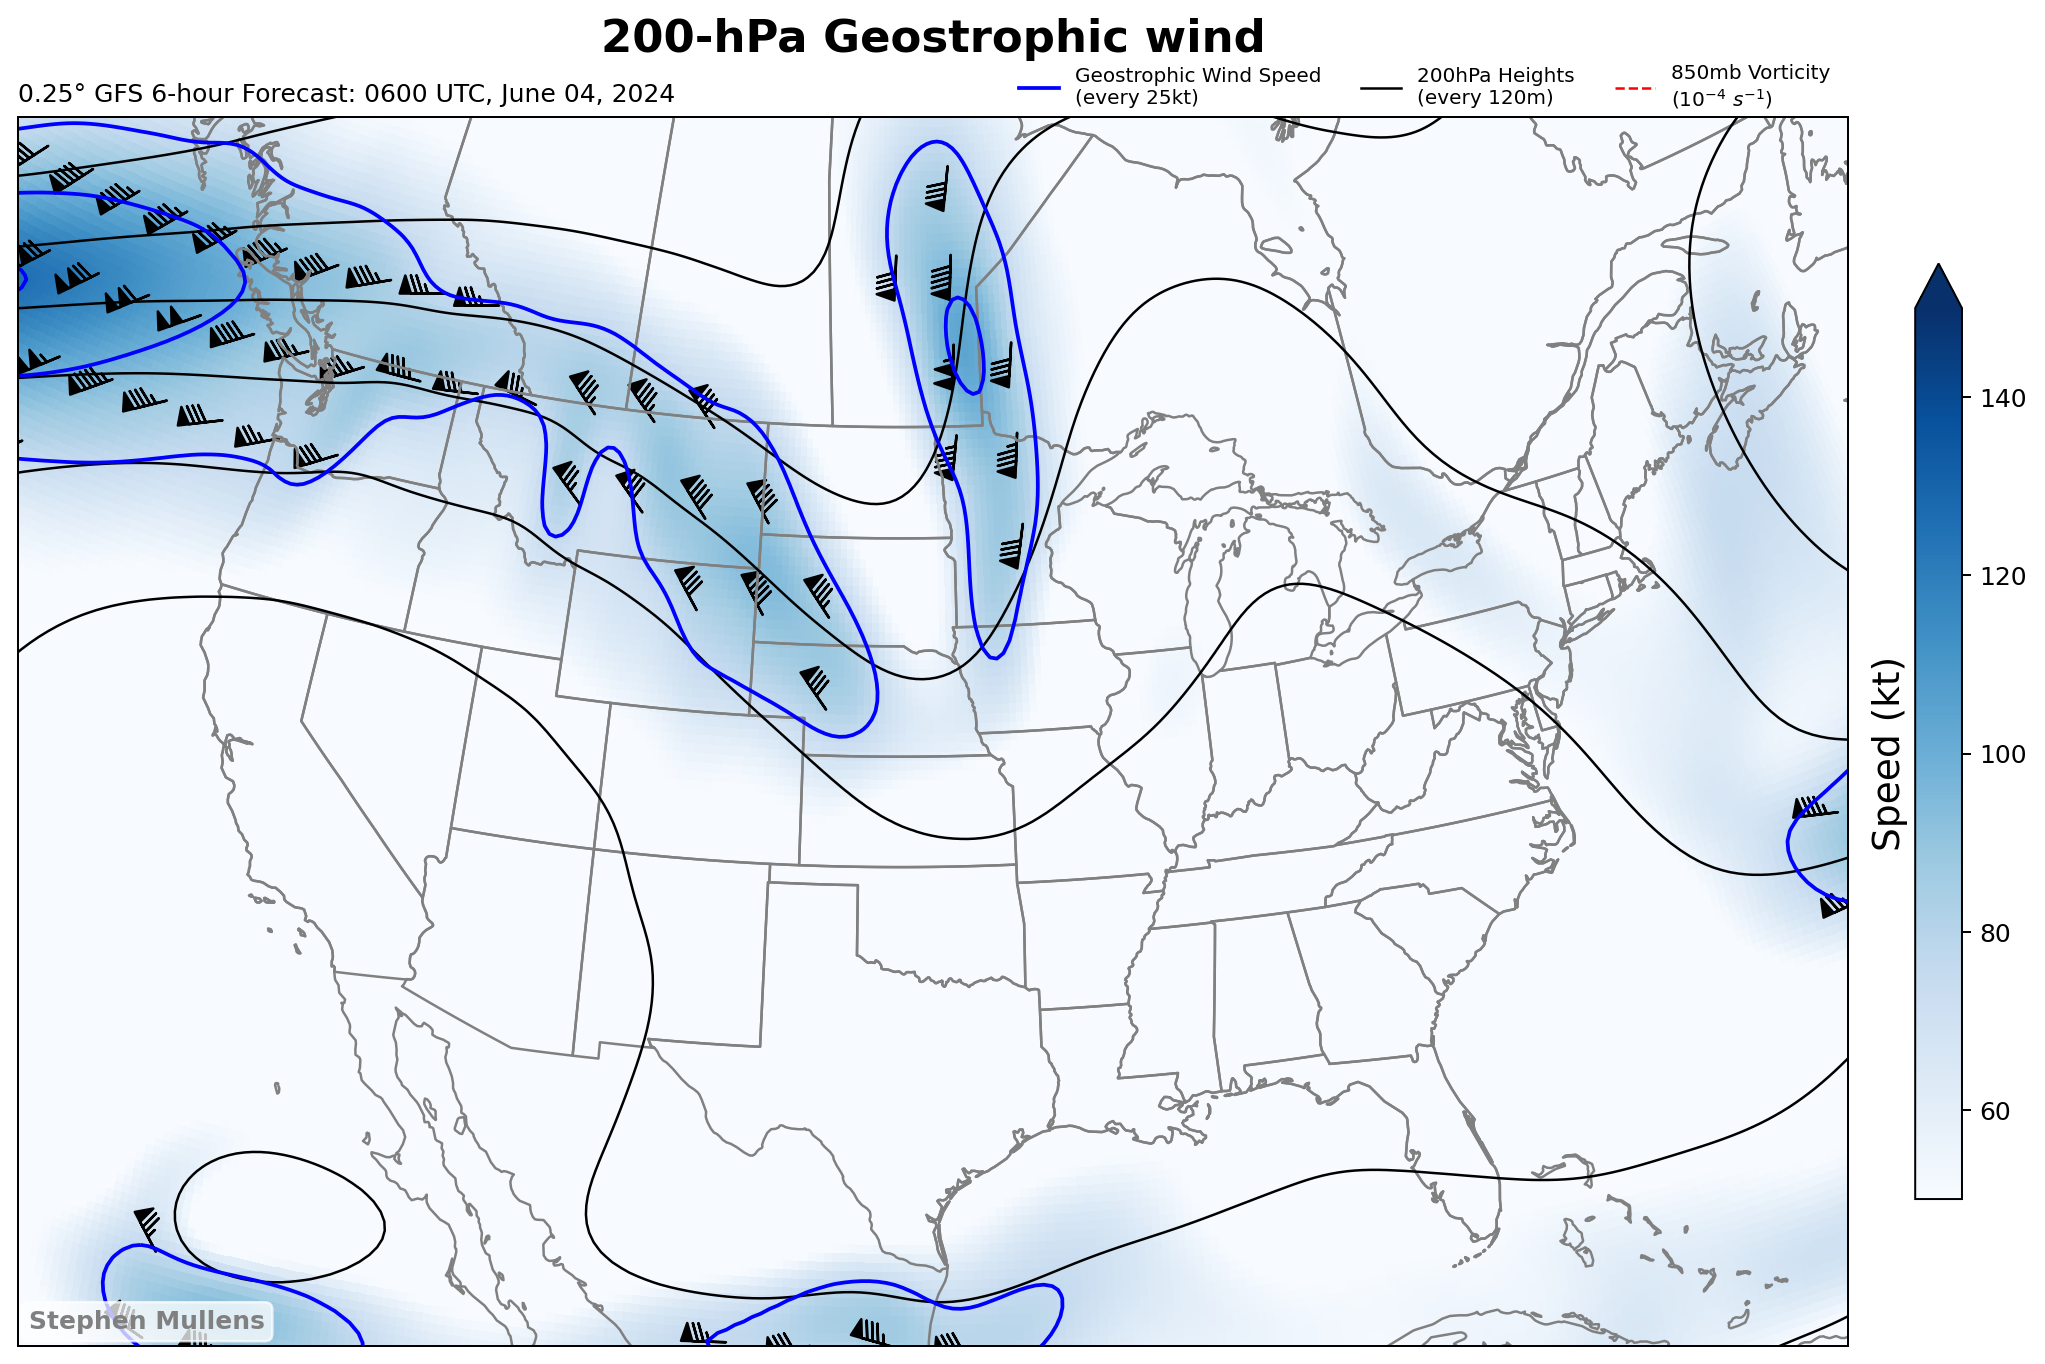 200-hPa Geostrophic wind
0.25° GFS 6-hour Forecast: 0600 UTC, June 04, 2024
Geostrophic Wind Speed
(every 25kt)
200hPa Heights
(every 120m)
850mb Vorticity
(10⁻⁴ s⁻¹)
140
120
100
80
60
Speed (kt)
Stephen Mullens